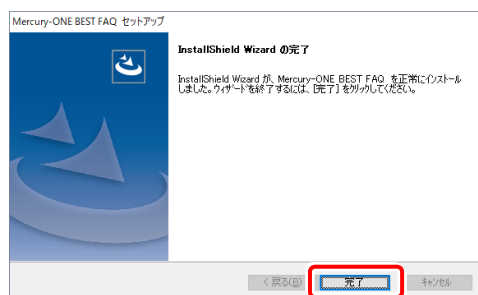 Mercury-ONE BEST FAQ セットアップ
InstallShield Wizard の完了
InstallShield Wizard が、Mercury-ONE BEST FAQ を正常にインストール
しました。ウィザードを終了するには、[完了] をクリックしてください。
< 戻る(B) 完了 キャンセル